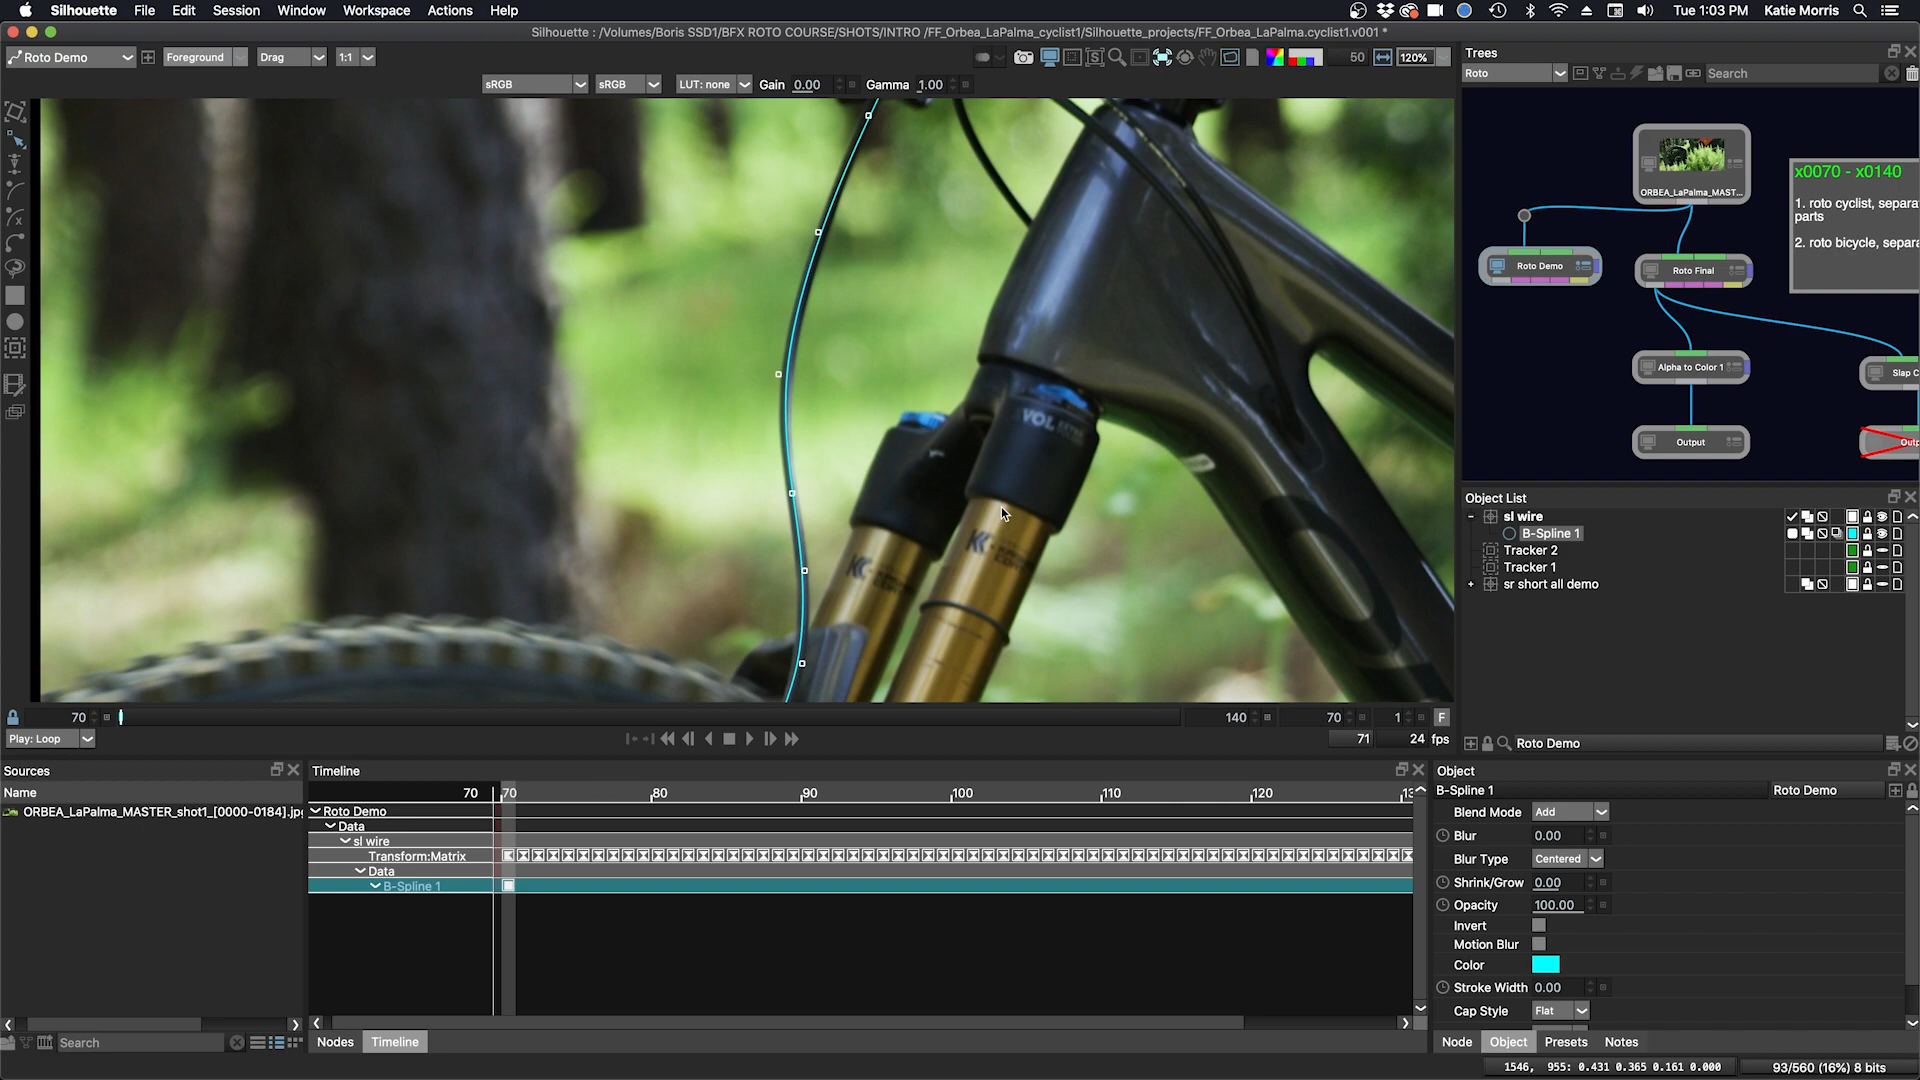 Silhouette File Edit Session Window Workspace Actions Help Tue 1:03 PM Katie Morris
Silhouette : /Volumes/Boris SSD1/BFX ROTO COURSE/SHOTS/INTRO /FF_Orbea_LaPalma_cyclist1/Silhouette_projects/FF_Orbea_LaPalma.cyclist1.v001 *
Roto Demo Foreground Drag 1:1 50 120%
sRGB sRGB LUT: none Gain 0.00 Gamma 1.00
Trees
Roto Search
ORBEA_LaPalma_MAST...
x0070 - x0140
1. roto cyclist, separa
parts
2. roto bicycle, separa
Roto Demo
Roto Final
Alpha to Color 1
Slap C
Output
Outp
VOL
Object List
sl wire
B-Spline 1
Tracker 2
Tracker 1
sr short all demo
Roto Demo
70 140 70 1 F
Play: Loop 71 24 fps
Sources
Name
ORBEA_LaPalma_MASTER_shot1_[0000-0184].jp
Search
Timeline
70 70 80 90 100 110 120 13
Roto Demo
Data
sl wire
Transform:Matrix
Data
B-Spline 1
Nodes Timeline
Object
B-Spline 1 Roto Demo
Blend Mode Add
Blur 0.00
Blur Type Centered
Shrink/Grow 0.00
Opacity 100.00
Invert
Motion Blur
Color
Stroke Width 0.00
Cap Style Flat
Node Object Presets Notes
1546, 955: 0.431 0.365 0.161 0.000 93/560 (16%) 8 bits